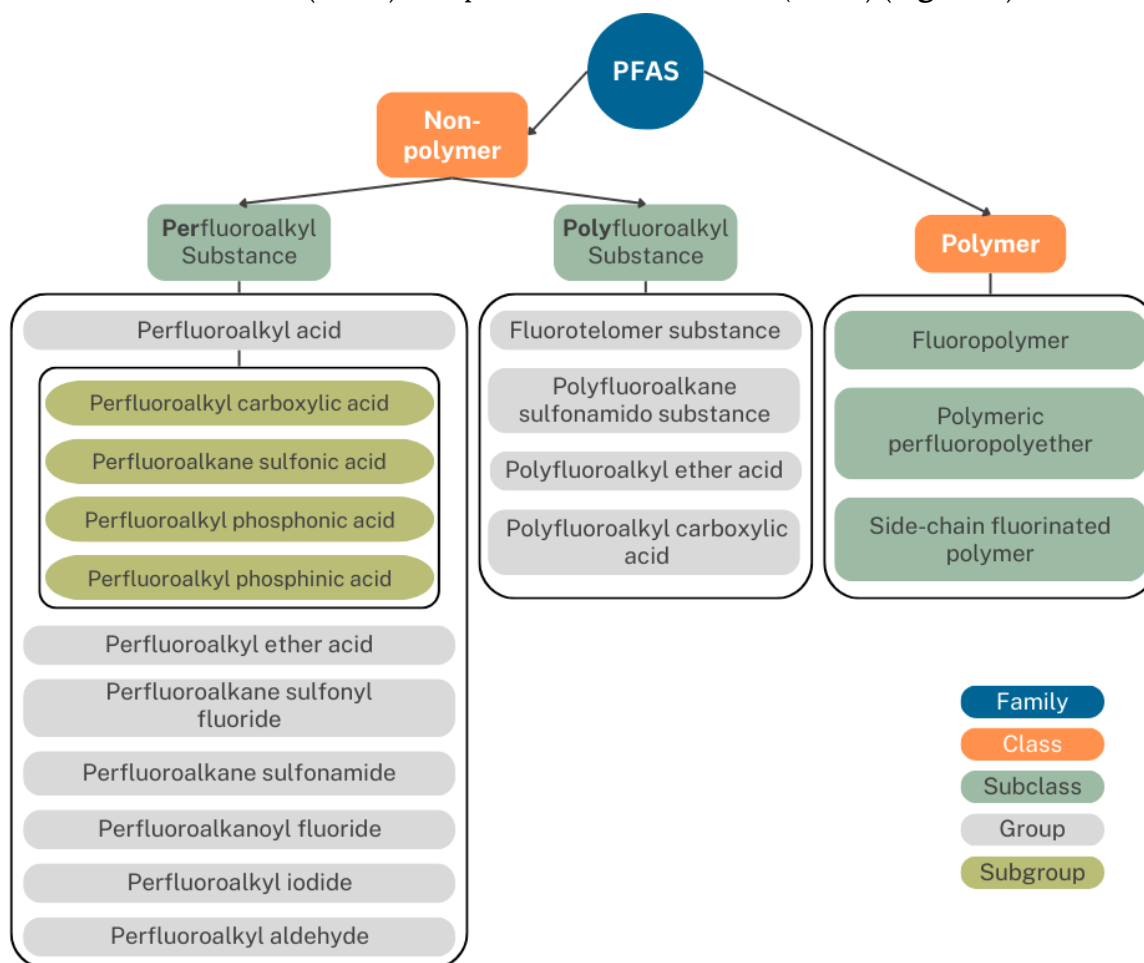 PFAS
Non-
polymer
Perfluoroalkyl
Substance
Polyfluoroalkyl
Substance
Polymer
Perfluoroalkyl acid
Perfluoroalkyl carboxylic acid
Perfluoroalkane sulfonic acid
Perfluoroalkyl phosphonic acid
Perfluoroalkyl phosphinic acid
Perfluoroalkyl ether acid
Perfluoroalkane sulfonyl
fluoride
Perfluoroalkane sulfonamide
Perfluoroalkanoyl fluoride
Perfluoroalkyl iodide
Perfluoroalkyl aldehyde
Fluorotelomer substance
Polyfluoroalkane
sulfonamido substance
Polyfluoroalkyl ether acid
Polyfluoroalkyl carboxylic
acid
Fluoropolymer
Polymeric
perfluoropolyether
Side-chain fluorinated
polymer
Family
Class
Subclass
Group
Subgroup